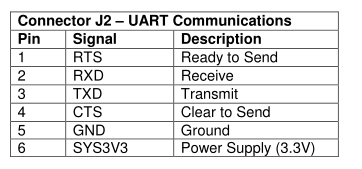 Connector J2 – UART Communications
Pin Signal Description
1 RTS Ready to Send
2 RXD Receive
3 TXD Transmit
4 CTS Clear to Send
5 GND Ground
6 SYS3V3 Power Supply (3.3V)